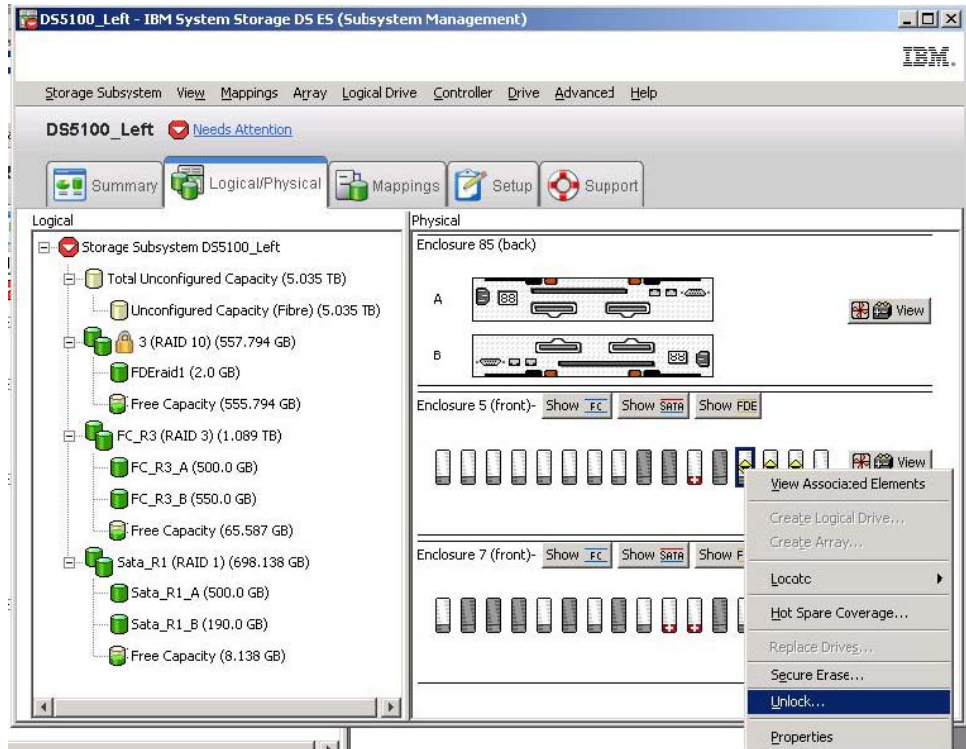 DS5100_Left - IBM System Storage DS ES (Subsystem Management)
IBM.
Storage Subsystem View Mappings Array Logical Drive Controller Drive Advanced Help
DS5100_Left Needs Attention
Summary Logical/Physical Mappings Setup Support
Logical
Storage Subsystem DS5100_Left
Total Unconfigured Capacity (5.035 TB)
Unconfigured Capacity (Fibre) (5.035 TB)
3 (RAID 10) (557.794 GB)
FDEraid1 (2.0 GB)
Free Capacity (555.794 GB)
FC_R3 (RAID 3) (1.089 TB)
FC_R3_A (500.0 GB)
FC_R3_B (550.0 GB)
Free Capacity (65.587 GB)
Sata_R1 (RAID 1) (698.138 GB)
Sata_R1_A (500.0 GB)
Sata_R1_B (190.0 GB)
Free Capacity (8.138 GB)
Physical
Enclosure 85 (back)
A
88
View
B
88
Enclosure 5 (front)- Show FC Show SATA Show FDE
View
Enclosure 7 (front)- Show FC Show SATA Show F
View Associated Elements
Create Logical Drive...
Create Array...
Locate
Hot Spare Coverage...
Replace Drives...
Secure Erase...
Unlock...
Properties